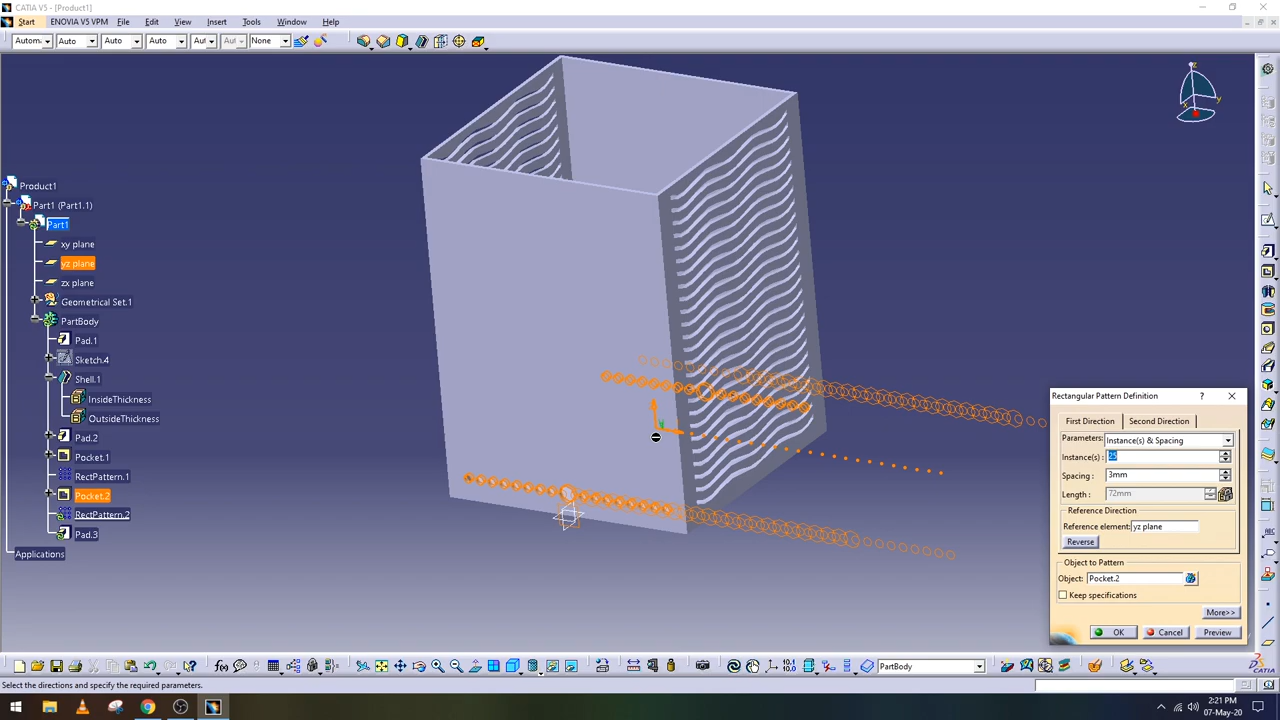 CATIA V5 - [Product1]
Start ENOVIA V5 VPM File Edit View Insert Tools Window Help
Autom. Auto Auto Auto Aut Aut None
z
y
x
Product1
Part1 (Part1.1)
Part1
xy plane
yz plane
zx plane
Geometrical Set.1
PartBody
Pad.1
Sketch.4
Shell.1
InsideThickness
OutsideThickness
Pad.2
Pocket.1
RectPattern.1
Pocket.2
RectPattern.2
Pad.3
Applications
Rectangular Pattern Definition ?
First Direction Second Direction
Parameters: Instance(s) & Spacing
Instance(s) : 25
Spacing : 3mm
Length : 72mm
Reference Direction
Reference element: yz plane
Reverse
Object to Pattern
Object: Pocket.2
Keep specifications
More>>
OK Cancel Preview
PartBody
Select the directions and specify the required parameters.
2:21 PM
07-May-20